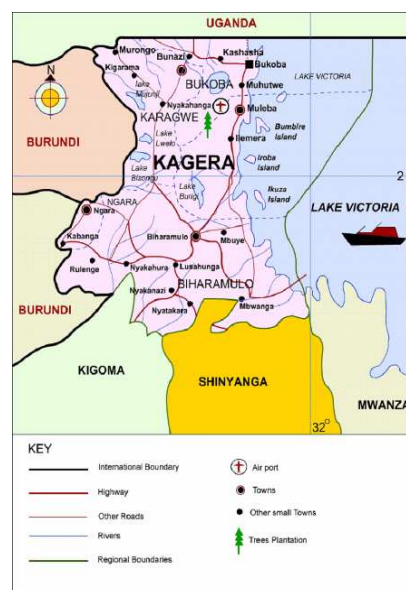 UGANDA
Murongo
Bunazi
Kashasha
Bukoba
Kigarama
BUKOBA
LAKE VICTORIA
N
Nyakahanga
Muhutwe
KARAGWE
Muleba
Bumbire
Island
BURUNDI
Lake
Ilemera
KAGERA
Iroba
Island
2
Lake
Lake
Ikuza
Island
NGARA
Ngara
LAKE VICTORIA
Kabanga
Biharamulo
Mbuye
Rulenge
Nyakahura
Lusahunga
BIHARAMULO
Nyakanazi
Nyatakara
Mbwanga
BURUNDI
KIGOMA
SHINYANGA
MWANZA
32°
KEY
International Boundary
Highway
Other Roads
Rivers
Regional Boundaries
Air port
Towns
Other small Towns
Trees Plantation